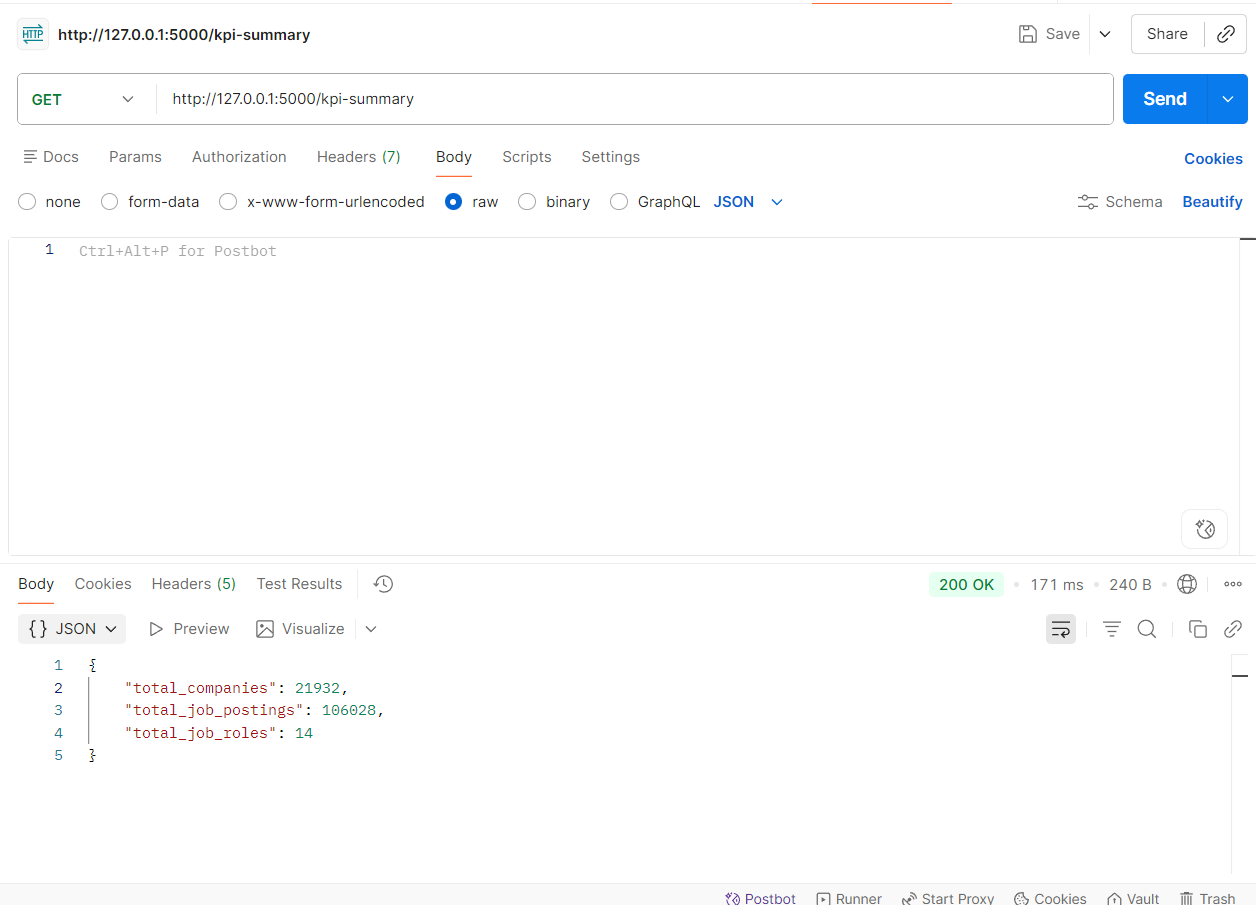 HTTP http://127.0.0.1:5000/kpi-summary Save Share
GET http://127.0.0.1:5000/kpi-summary Send
Docs Params Authorization Headers (7) Body Scripts Settings Cookies
none form-data x-www-form-urlencoded raw binary GraphQL JSON Schema Beautify
1 Ctrl+Alt+P for Postbot
Body Cookies Headers (5) Test Results 200 OK 171 ms 240 B
{} JSON Preview Visualize
1 {
2 "total_companies": 21932,
3 "total_job_postings": 106028,
4 "total_job_roles": 14
5 }
Postbot Runner Start Proxy Cookies Vault Trash